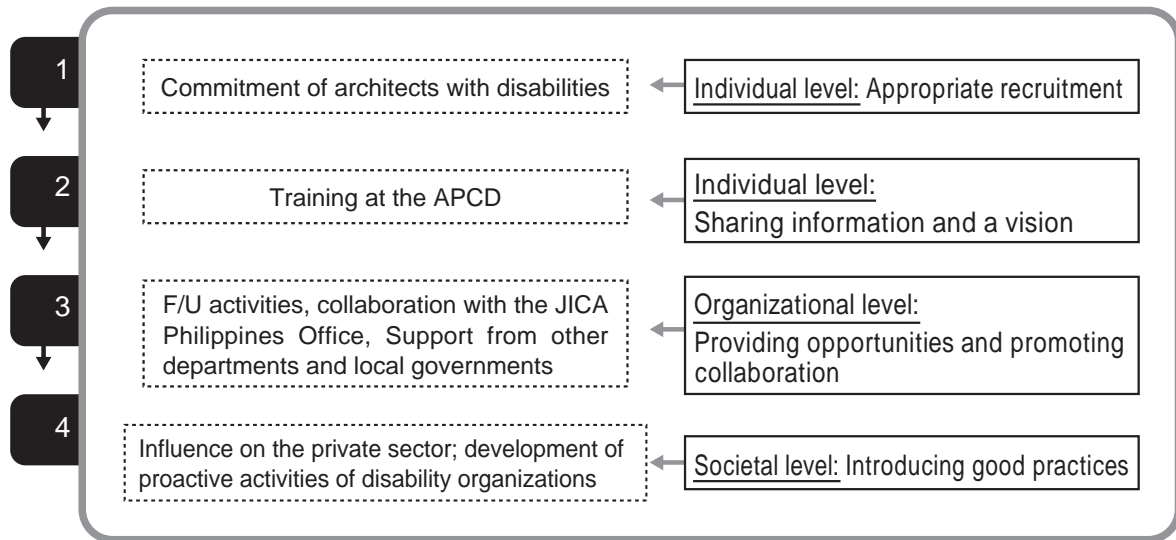 1
Commitment of architects with disabilities
Individual level: Appropriate recruitment
2
Training at the APCD
Individual level:
Sharing information and a vision
3
F/U activities, collaboration with the JICA
Philippines Office, Support from other
departments and local governments
Organizational level:
Providing opportunities and promoting
collaboration
4
Influence on the private sector; development of
proactive activities of disability organizations
Societal level: Introducing good practices